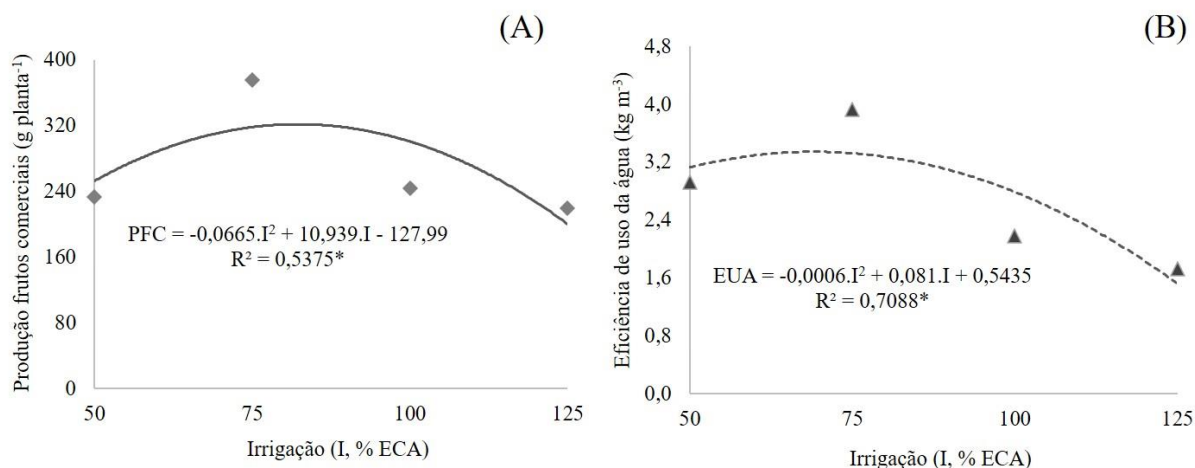 (A)
Produção frutos comerciais (g planta⁻¹)
400
320
240
160
80
0
PFC = -0,0665.I² + 10,939.I - 127,99
R² = 0,5375*
50 75 100 125
Irrigação (I, % ECA)
(B)
Eficiência de uso da água (kg m⁻³)
4,8
4,0
3,2
2,4
1,6
0,8
0,0
EUA = -0,0006.I² + 0,081.I + 0,5435
R² = 0,7088*
50 75 100 125
Irrigação (I, % ECA)